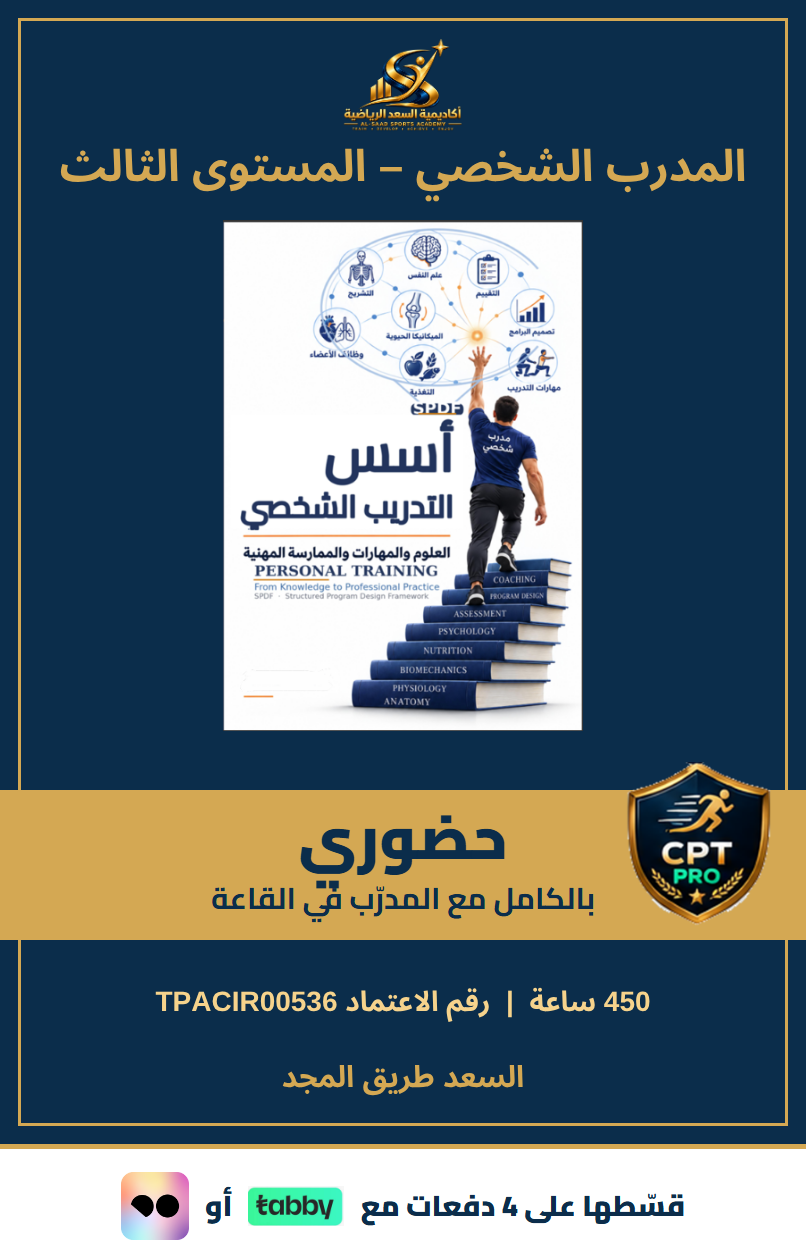 أكاديمية السعد الرياضية
AL-SAAD SPORTS ACADEMY
TRAIN • DEVELOP • ACHIEVE • ENJOY
المدرب الشخصي – المستوى الثالث
علم النفس
التشريح
التقييم
الميكانيكا الحيوية
تصميم البرامج
وظائف الأعضاء
التغذية
مهارات التدريب
SPDF
مدرب
شخصي
أسس
التدريب الشخصي
العلوم والمهارات والممارسة المهنية
PERSONAL TRAINING
From Knowledge to Professional Practice
SPDF · Structured Program Design Framework
COACHING
PROGRAM DESIGN
ASSESSMENT
PSYCHOLOGY
NUTRITION
BIOMECHANICS
PHYSIOLOGY
ANATOMY
حضوري
بالكامل مع المدرّب في القاعة
CPT
PRO
450 ساعة | رقم الاعتماد TPACIR00536
السعد طريق المجد
قسّطها على 4 دفعات مع tabby أو